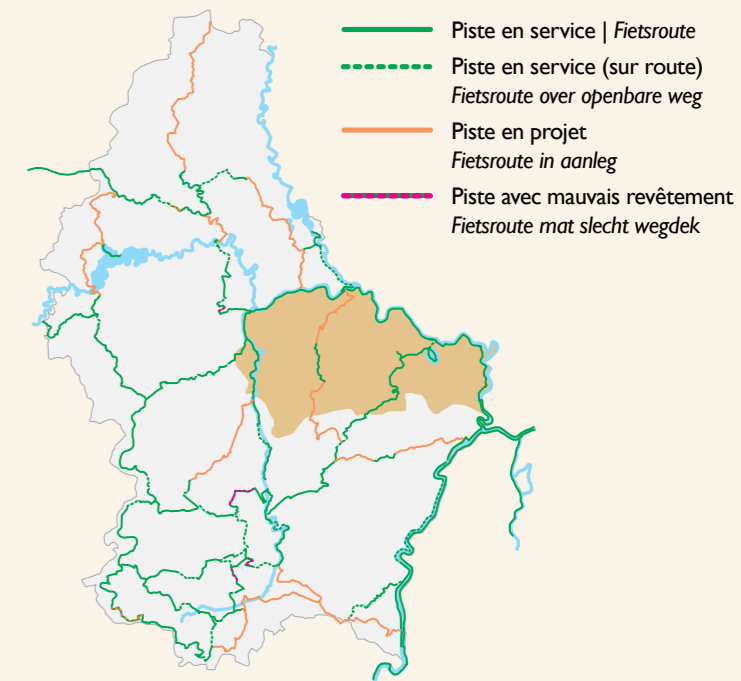 Piste en service | Fietsroute
Piste en service (sur route)
Fietsroute over openbare weg
Piste en projet
Fietsroute in aanleg
Piste avec mauvais revêtement
Fietsroute mat slecht wegdek